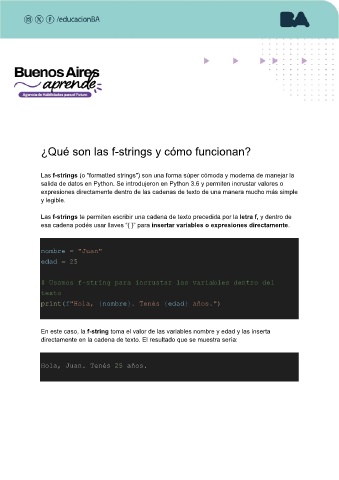 /educacionBA
BA
Buenos Aires
aprende
Agencia de Habilidades para el Futuro
¿Qué son las f-strings y cómo funcionan?
Las f-strings (o "formatted strings") son una forma súper cómoda y moderna de manejar la
salida de datos en Python. Se introdujeron en Python 3.6 y permiten incrustar valores o
expresiones directamente dentro de las cadenas de texto de una manera mucho más simple
y legible.
Las f-strings te permiten escribir una cadena de texto precedida por la letra f, y dentro de
esa cadena podés usar llaves "{ }" para insertar variables o expresiones directamente.
nombre = "Juan"
edad = 25
# Usamos f-string para incrustar las variables dentro del
texto
print(f"Hola, {nombre}. Tenés {edad} años.")
En este caso, la f-string toma el valor de las variables nombre y edad y las inserta
directamente en la cadena de texto. El resultado que se muestra sería:
Hola, Juan. Tenés 25 años.